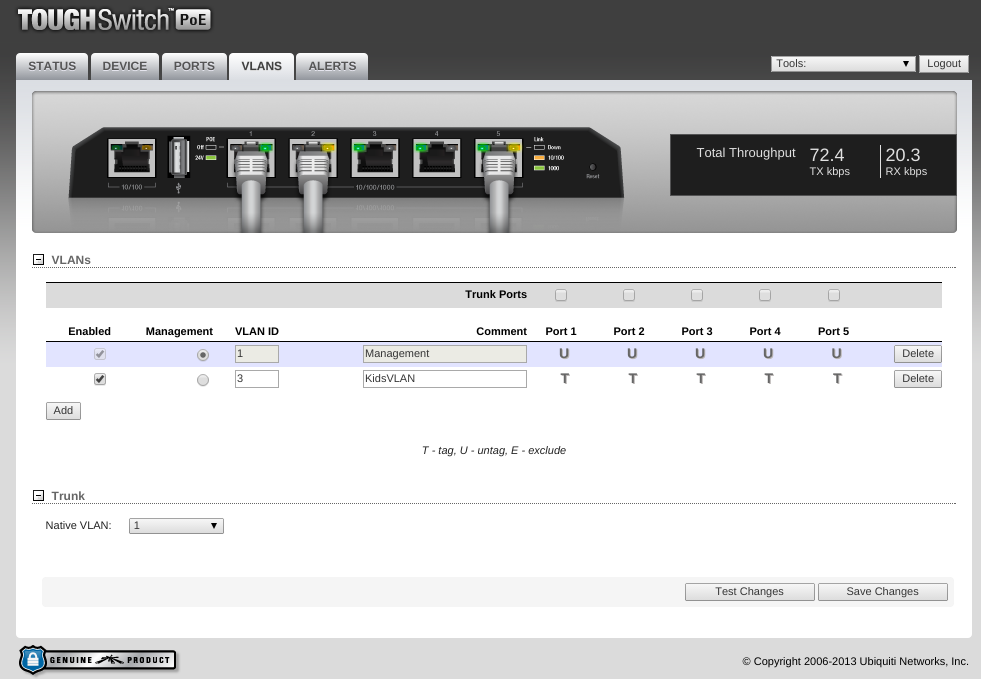 TOUGHSwitch™ PoE
STATUS DEVICE PORTS VLANS ALERTS
Tools: Logout
POE
Off
24V
10/100
1 2 3 4 5
10/100/1000
Link
Down
10/100
1000
Reset
Total Throughput 72.4 20.3
TX kbps RX kbps
VLANs
Trunk Ports
Enabled Management VLAN ID Comment Port 1 Port 2 Port 3 Port 4 Port 5
1 Management U U U U U Delete
3 KidsVLAN T T T T T Delete
Add
T - tag, U - untag, E - exclude
Trunk
Native VLAN: 1
Test Changes Save Changes
GENUINE PRODUCT
© Copyright 2006-2013 Ubiquiti Networks, Inc.